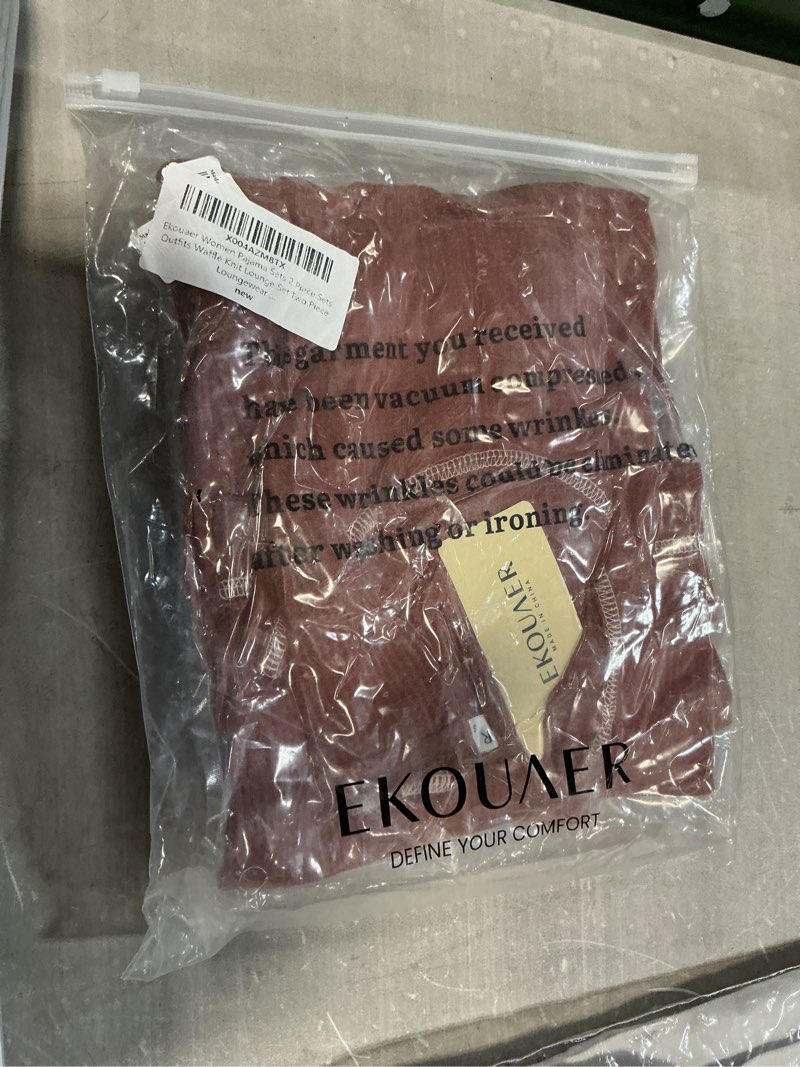 X004AZM8TX
Ekouaer Women Pajama Sets 2 Piece Sets
Outfits Waffle Knit Lounge Set Two Piece
Loungewear ...
new
The garment you received
have been vacuum compressed,
which caused some wrinkles.
These wrinkles could be eliminated
after washing or ironing.
EKOUAER
MADE IN CHINA
R
EKOUAER
DEFINE YOUR COMFORT